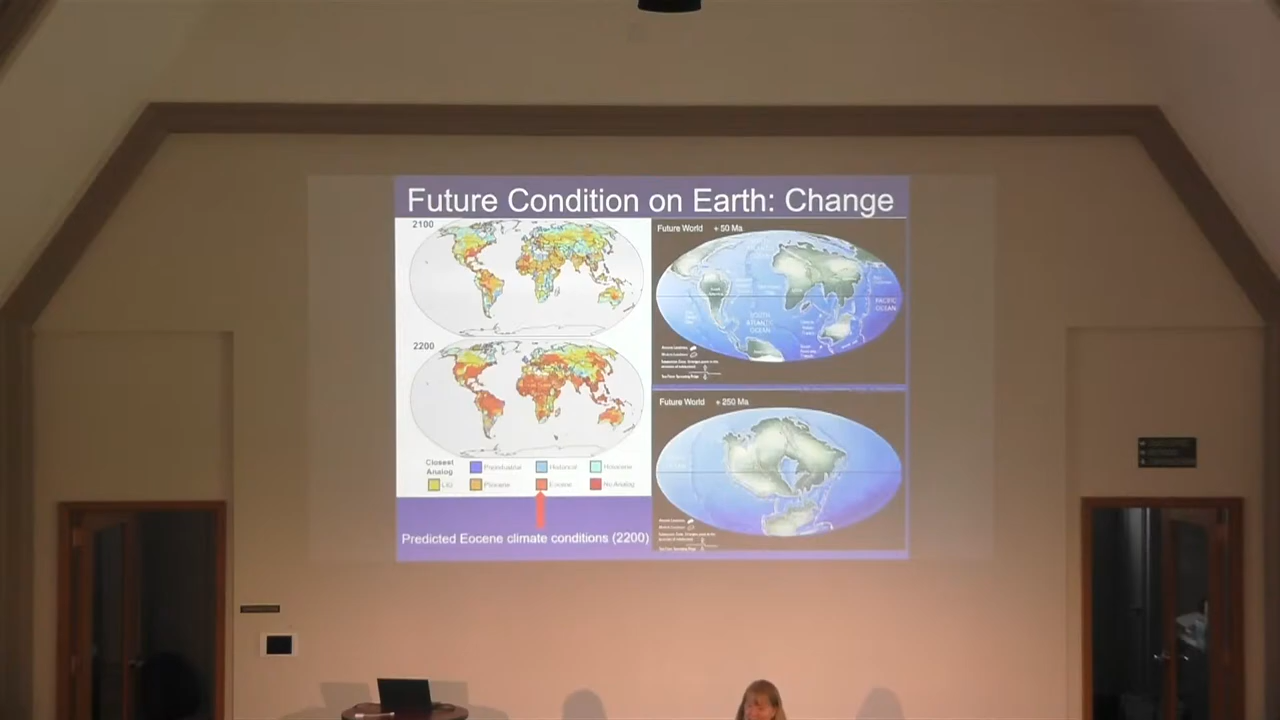 Future Condition on Earth: Change
2100
2200
Closest
Analog
Preindustrial
Historical
Holocene
LIG
Pliocene
Eocene
No Analog
Predicted Eocene climate conditions (2200)
Future World + 50 Ma
SOUTH
ATLANTIC
OCEAN
PACIFIC
OCEAN
Future World + 250 Ma